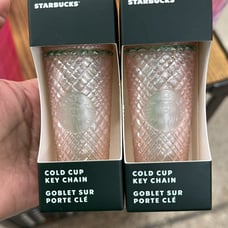 STARBUCKS
STARBUCKS
COLD CUP
KEY CHAIN
GOBLET SUR
PORTE CLÉ
COLD CUP
KEY CHAIN
GOBLET SUR
PORTE CLÉ